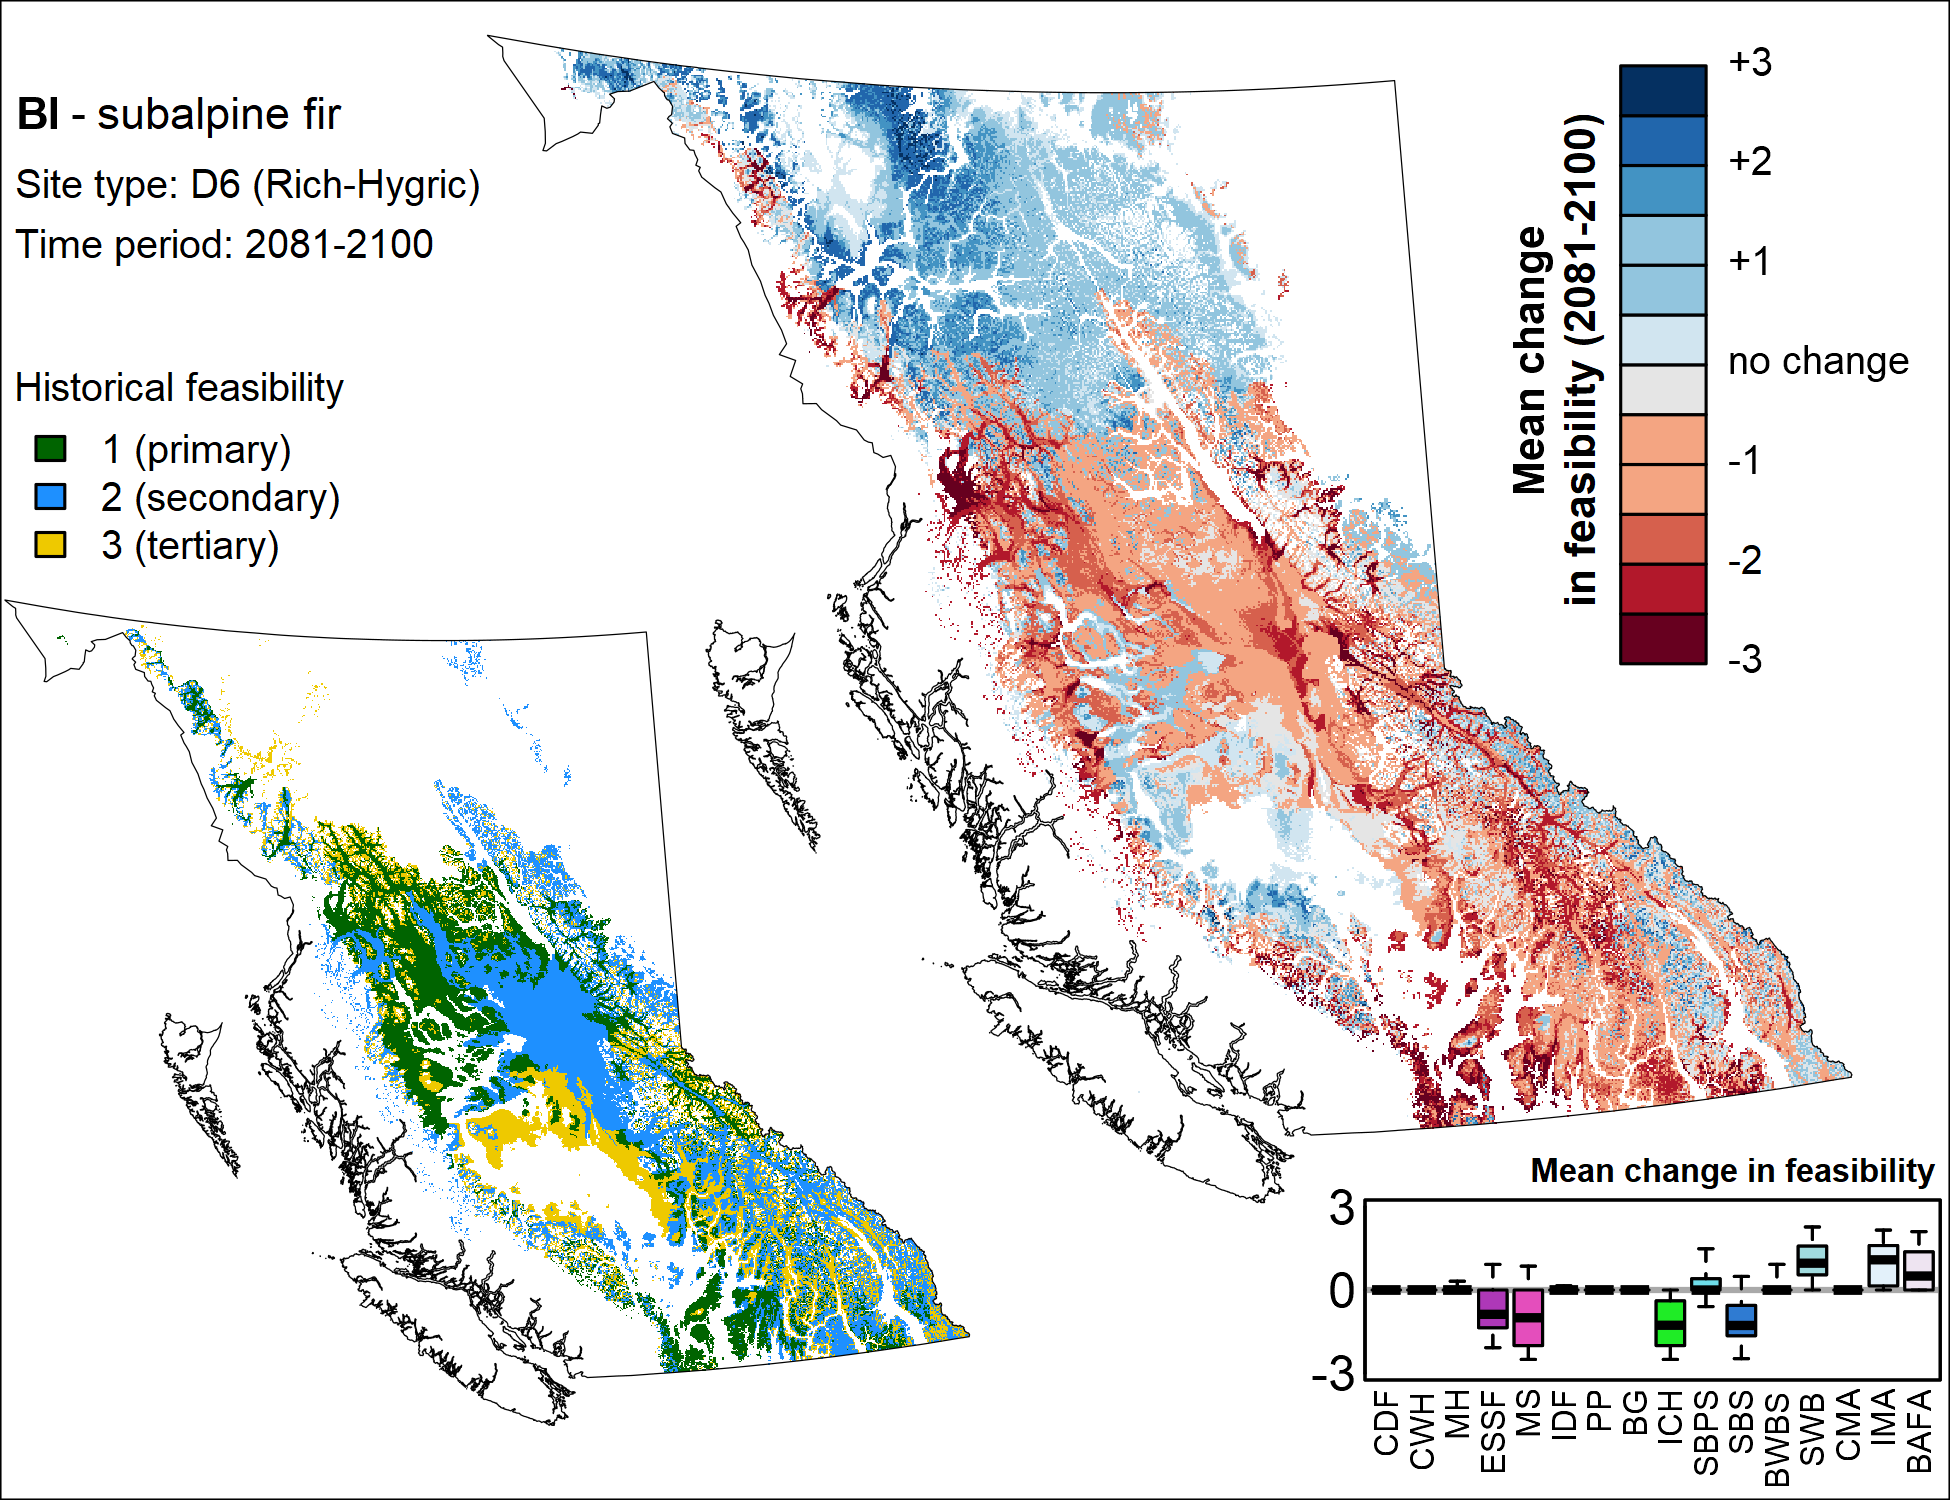 Bl - subalpine fir
Site type: D6 (Rich-Hygric)
Time period: 2081-2100
Historical feasibility
1 (primary)
2 (secondary)
3 (tertiary)
Mean change
in feasibility (2081-2100)
+3
+2
+1
no change
-1
-2
-3
Mean change in feasibility
3
0
-3
CDF
CWH
MH
ESSF
MS
IDF
PP
BG
ICH
SBPS
SBS
BWBS
SWB
CMA
IMA
BAFA